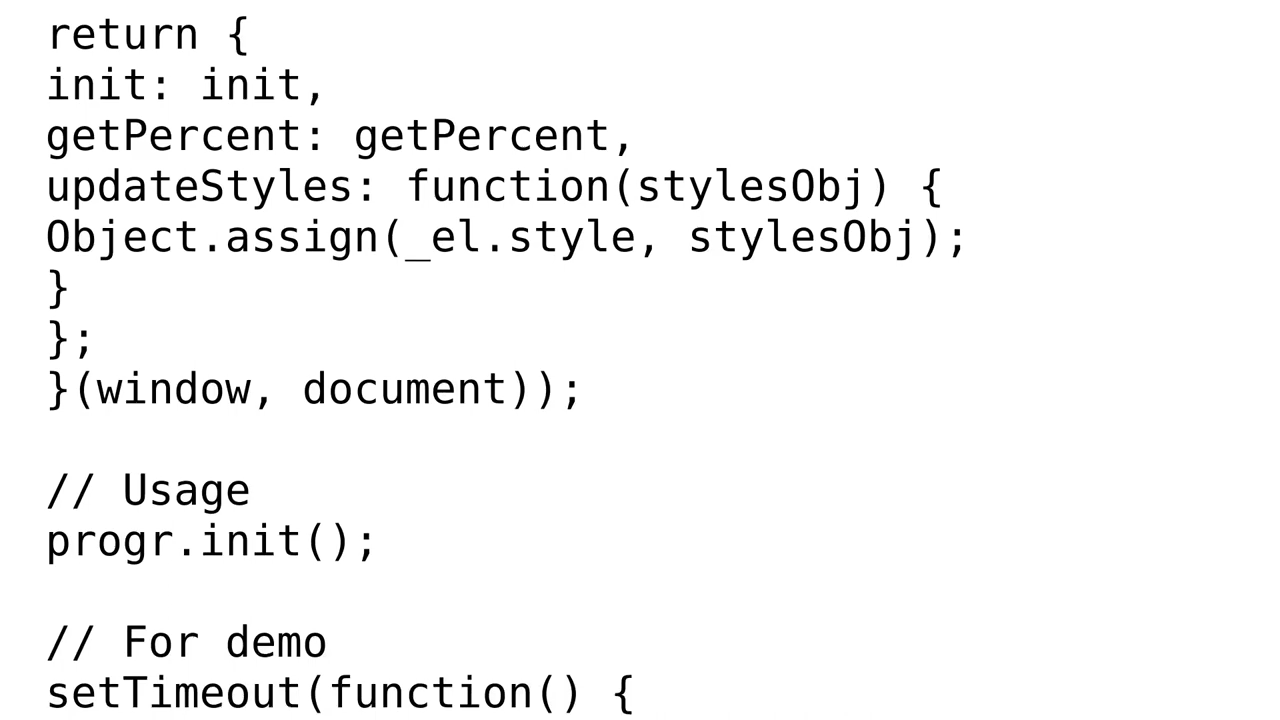 return {
init: init,
getPercent: getPercent,
updateStyles: function(stylesObj) {
Object.assign(_el.style, stylesObj);
}
};
}(window, document));

// Usage
progr.init();

// For demo
setTimeout(function() {